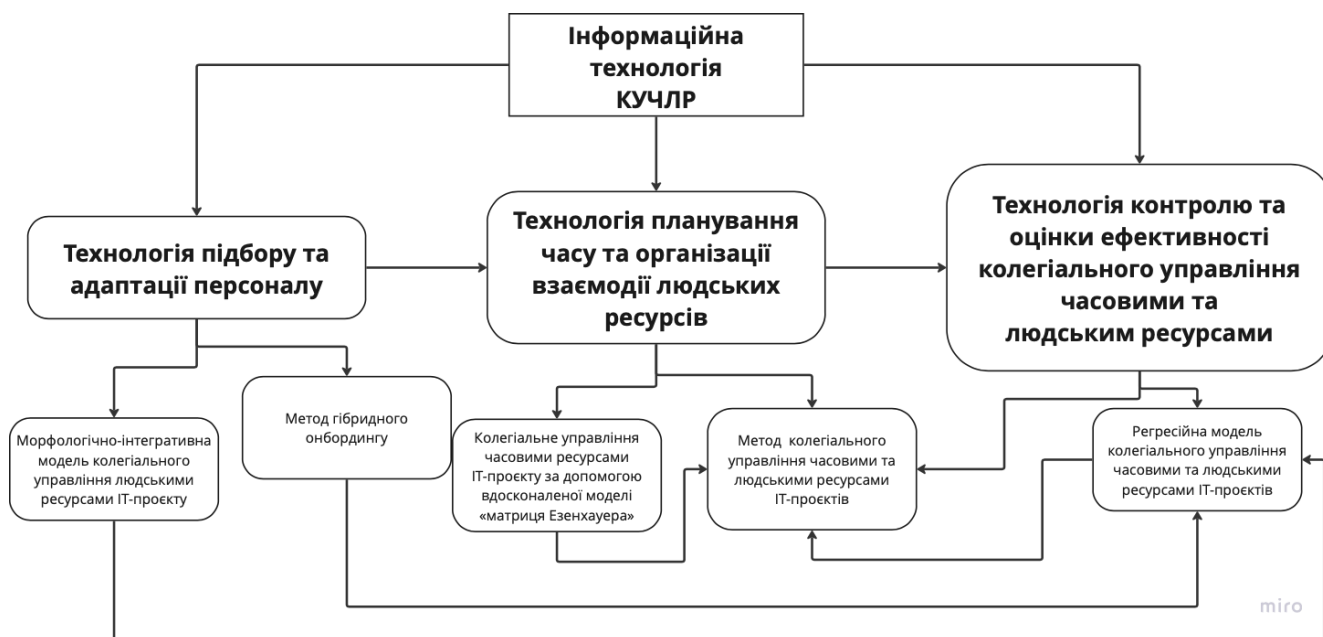 Інформаційна
технологія
КУЧЛР
Технологія підбору та
адаптації персоналу
Технологія планування
часу та організації
взаємодії людських
ресурсів
Технологія контролю та
оцінки ефективності
колегіального управління
часовими та
людським ресурсами
Морфологічно-інтегративна
модель колегіального
управління людськими
ресурсами ІТ-проєкту
Метод гібридного
онбордингу
Колегіальне управління
часовими ресурсами
ІТ-проєкту за допомогою
вдосконаленої моделі
«матриця Езенхауера»
Метод колегіального
управління часовими та
людськими ресурсами
ІТ-проєктів
Регресійна модель
колегіального управління
часовими та людськими
ресурсами ІТ-проєктів
miro